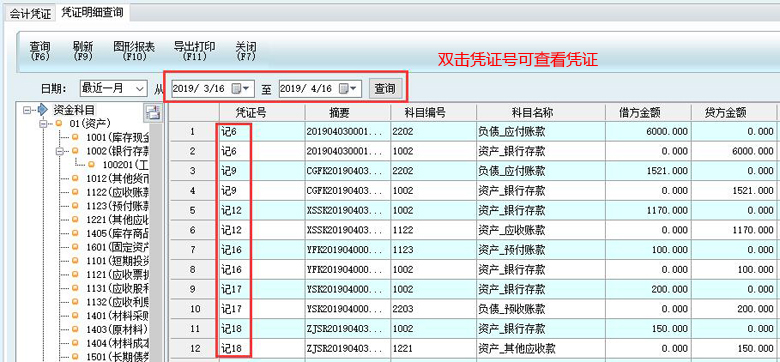 会计凭证 凭证明细查询
查询 刷新 图形报表 导出打印 关闭
(F6) (F9) (F10) (F11) (F7)
双击凭证号可查看凭证
日期: 最近一月 从 2019/ 3/16 至 2019/ 4/16 查询
资金科目
01(资产)
1001(库存现金
1002(银行存款
100201(工
1012(其他货币
1122(应收账款
1123(预付账款
1221(其他应收
1405(库存商品
1601(固定资产
1101(短期投资
1121(应收票据
1131(应收股利
1132(应收利息
1401(材料采购
1403(原材料)
1404(材料成本
1501(长期债券
凭证号 摘要 科目编号 科目名称 借方金额 贷方金额
1 记6 201904030001... 2202 负债_应付账款 6000.000 0.000
2 记6 201904030001... 1002 资产_银行存款 0.000 6000.000
3 记9 CGFK20190403... 2202 负债_应付账款 1521.000 0.000
4 记9 CGFK20190403... 1002 资产_银行存款 0.000 1521.000
5 记12 XSSK20190403... 1002 资产_银行存款 1170.000 0.000
6 记12 XSSK20190403... 1122 资产_应收账款 0.000 1170.000
7 记16 YFK201904000... 1123 资产_预付账款 100.000 0.000
8 记16 YFK201904000... 1002 资产_银行存款 0.000 100.000
9 记17 YSK201904000... 1002 资产_银行存款 200.000 0.000
10 记17 YSK201904000... 2203 负债_预收账款 0.000 200.000
11 记18 ZJSR20190403... 1002 资产_银行存款 150.000 0.000
12 记18 ZJSR20190403... 1221 资产_其他应收款 0.000 150.000